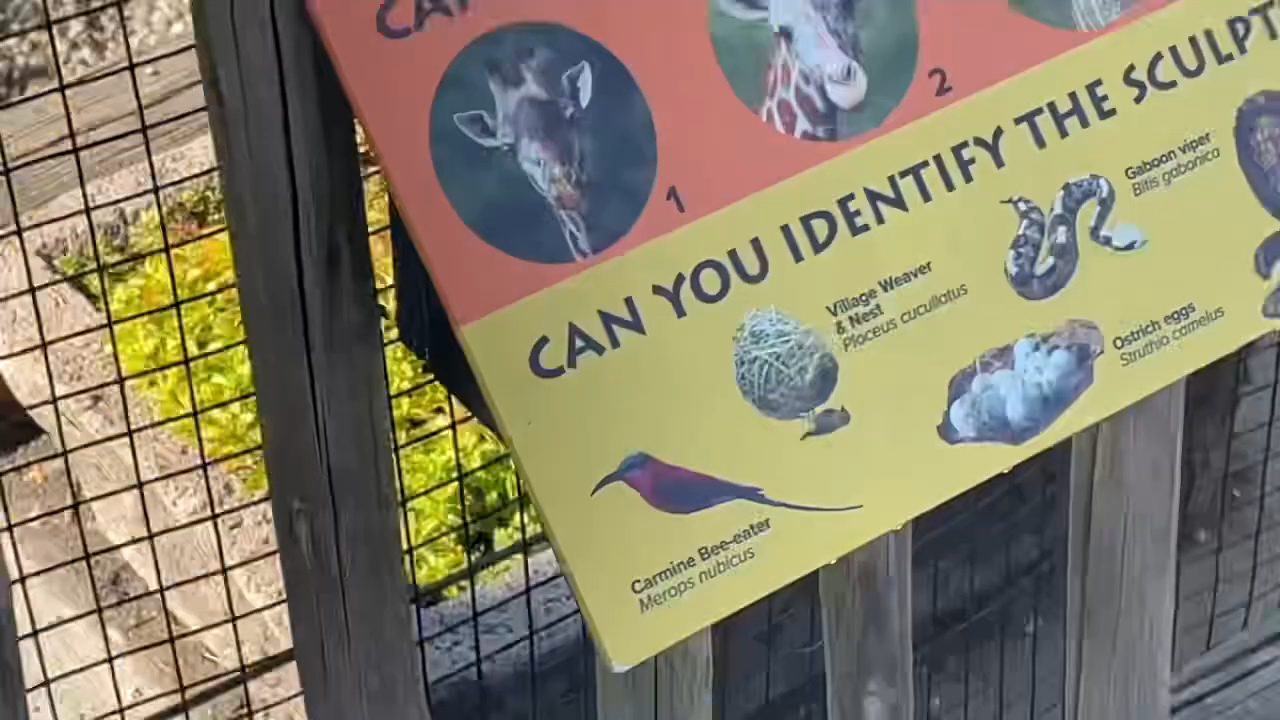 1
2
CAN YOU IDENTIFY THE SCULPT
Gaboon viper
Bitis gabonica
Village Weaver
& Nest
Ploceus cucullatus
Ostrich eggs
Struthio camelus
Carmine Bee-eater
Merops nubicus